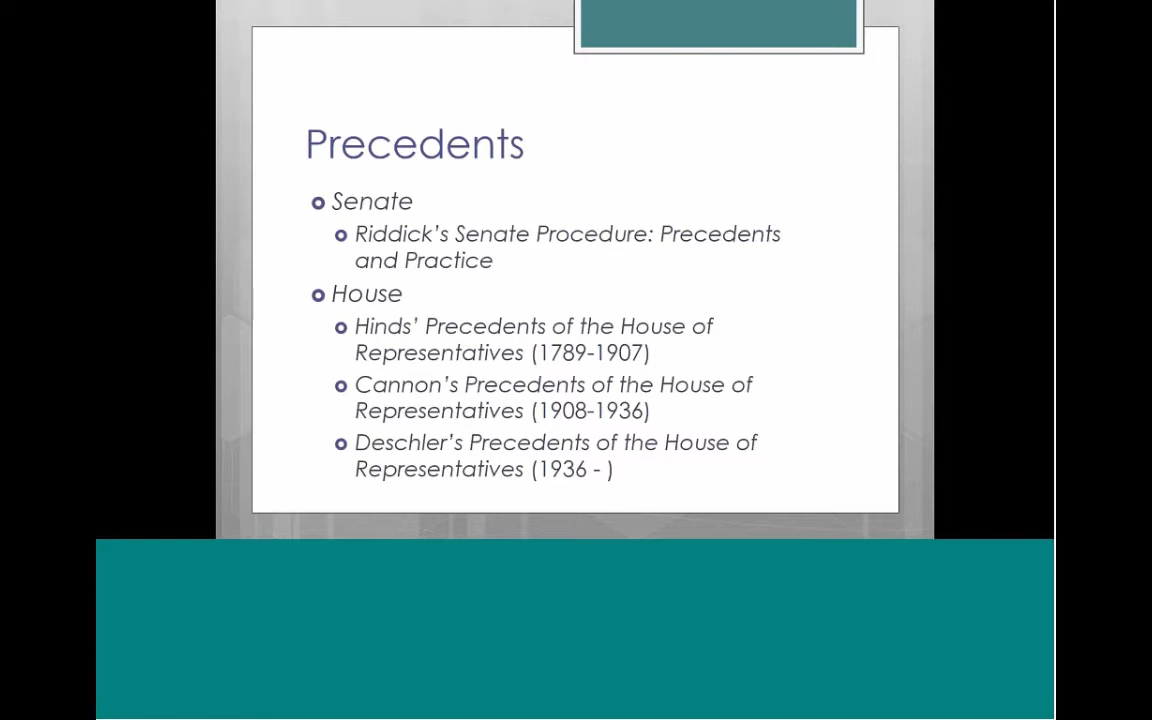 Precedents
Senate
Riddick's Senate Procedure: Precedents
and Practice
House
Hinds' Precedents of the House of
Representatives (1789-1907)
Cannon's Precedents of the House of
Representatives (1908-1936)
Deschler's Precedents of the House of
Representatives (1936 - )